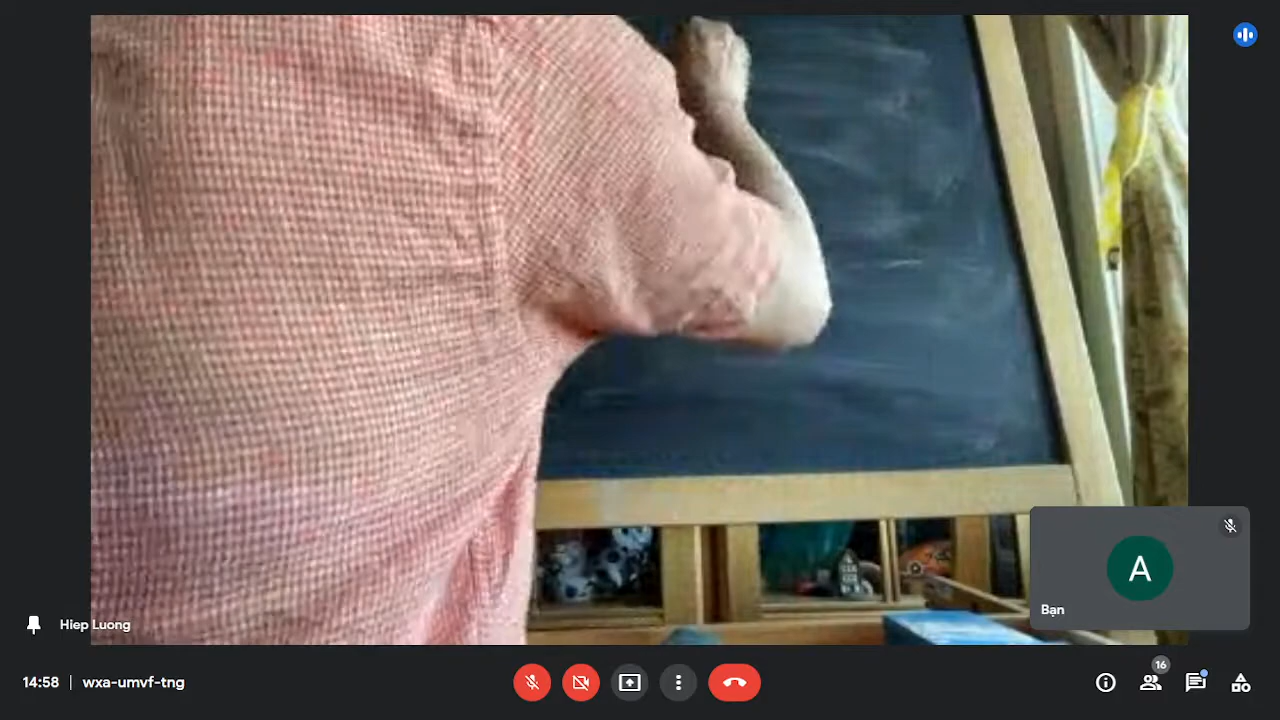 A
Bạn
Hiep Luong
16
14:58 | wxa-umvf-tng